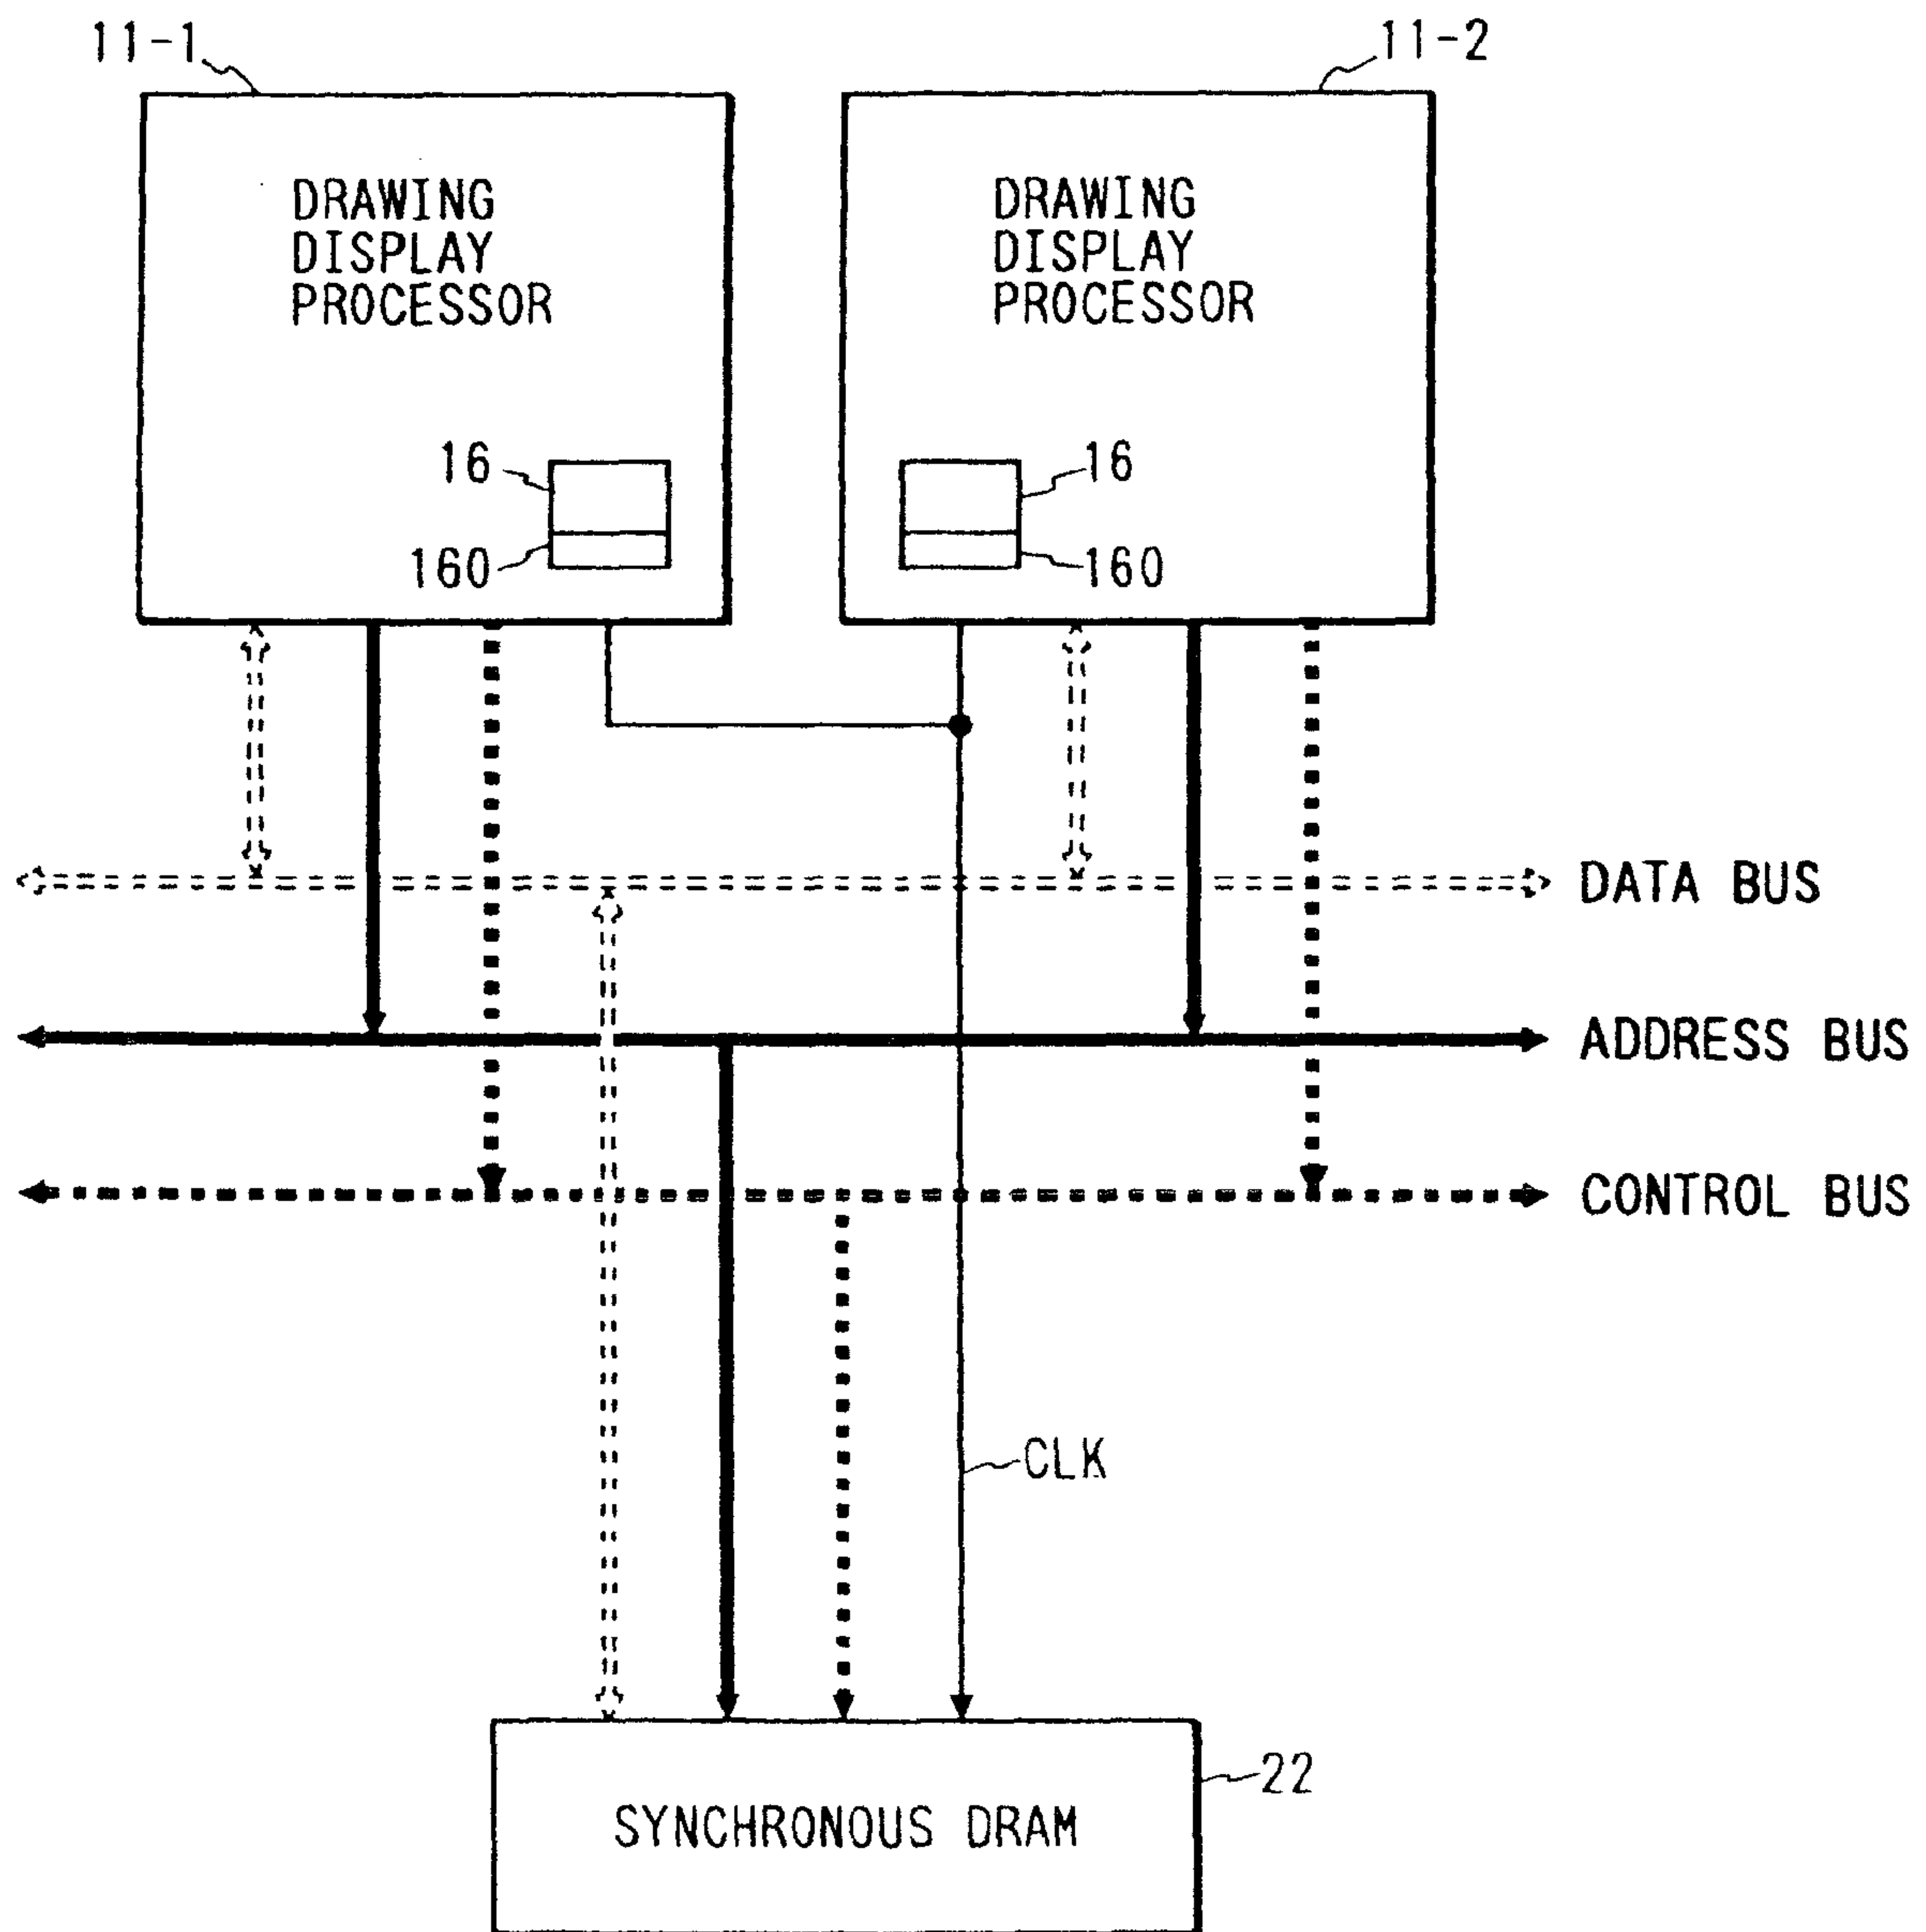 11-1
11-2
DRAWING
DISPLAY
PROCESSOR
DRAWING
DISPLAY
PROCESSOR
16
160
16
160
DATA BUS
ADDRESS BUS
CONTROL BUS
CLK
22
SYNCHRONOUS DRAM